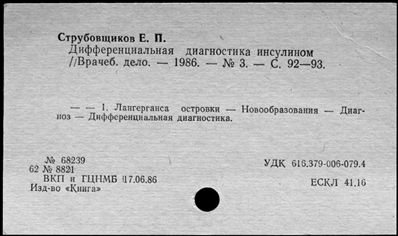 Струбовщиков Е. П.
Дифференциальная диагностика инсулином
//Врачеб. дело. — 1986. — № 3. — С. 92—93.
— — 1. Лангерганса островки — Новообразования — Диаг-
ноз — Дифференциальная диагностика.
№ 68239
62 № 8821
ВКП и ГЦНМБ 17.06.86
Изд-во «Книга»
УДК 616.379-006-079.4
ЕСКЛ 41.16